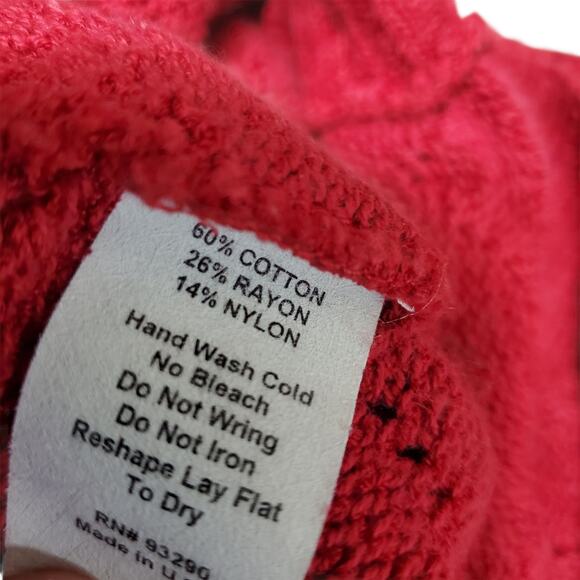 60% COTTON
26% RAYON
14% NYLON
Hand Wash Cold
No Bleach
Do Not Wring
Do Not Iron
Reshape Lay Flat
To Dry
RN# 93290
Made in U.S